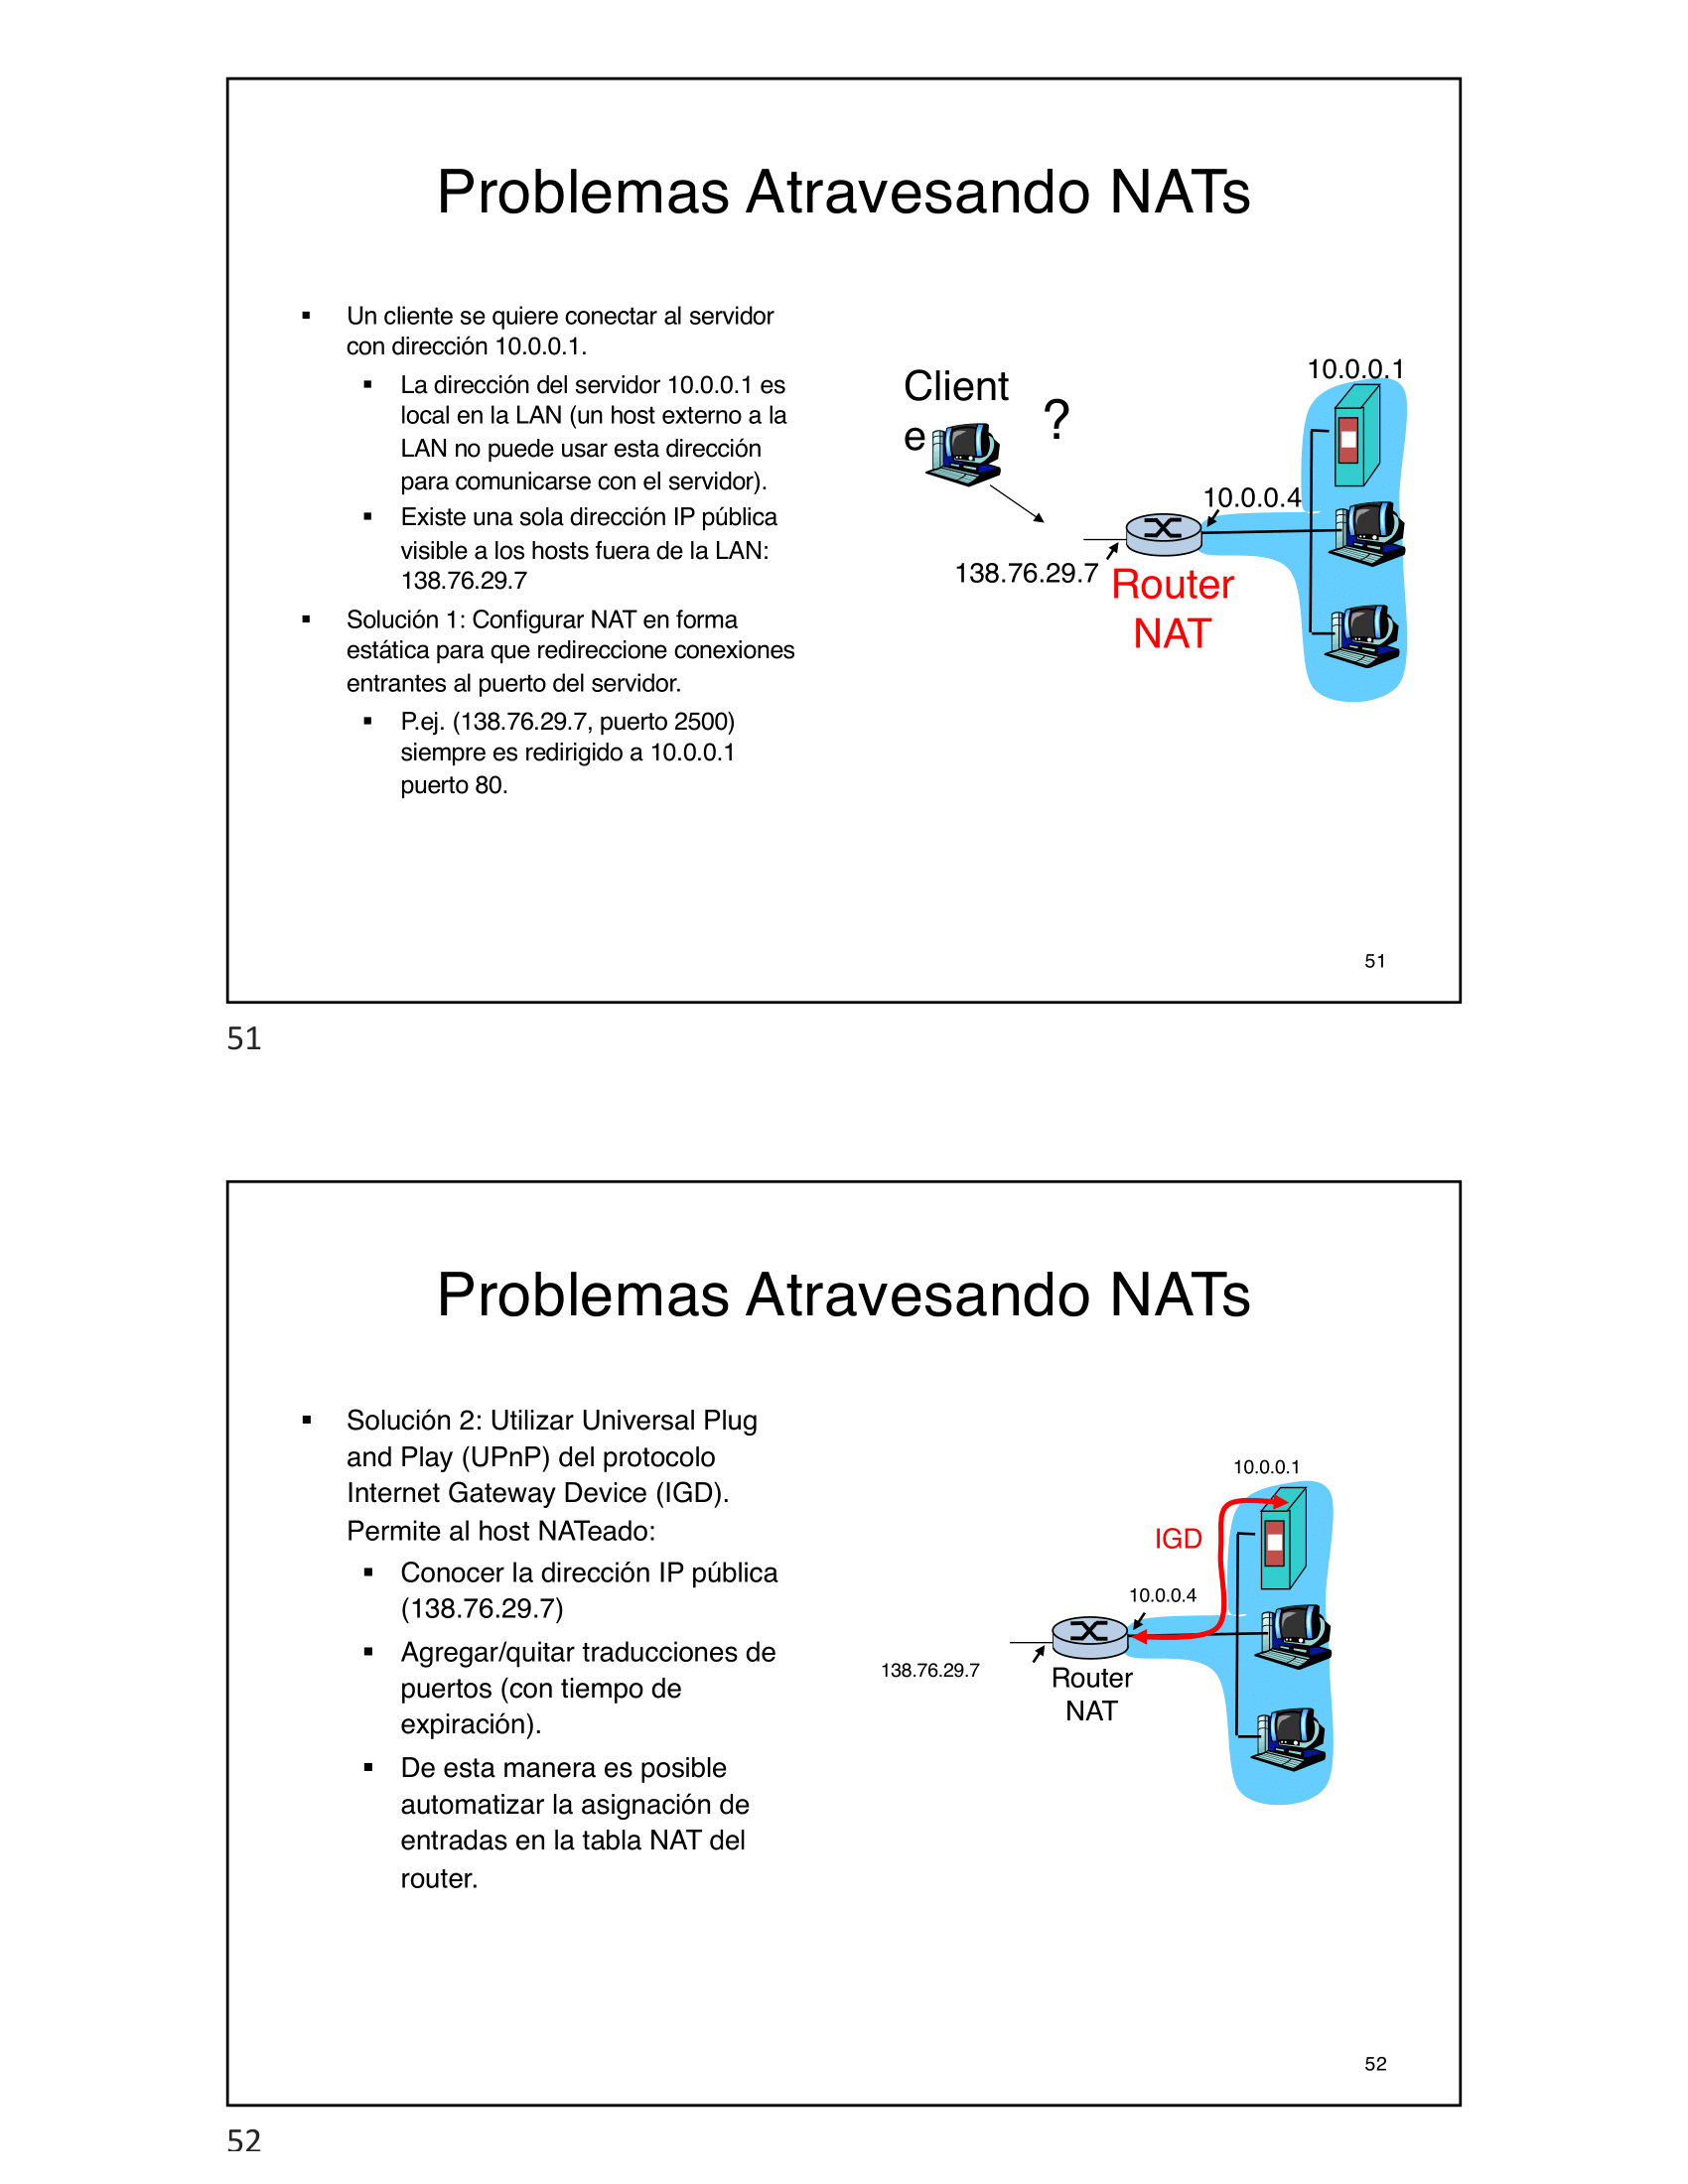 Problemas Atravesando NATs
▪ Un cliente se quiere conectar al servidor
con dirección 10.0.0.1.
▪ La dirección del servidor 10.0.0.1 es
local en la LAN (un host externo a la
LAN no puede usar esta dirección
para comunicarse con el servidor).
▪ Existe una sola dirección IP pública
visible a los hosts fuera de la LAN:
138.76.29.7
▪ Solución 1: Configurar NAT en forma
estática para que redireccione conexiones
entrantes al puerto del servidor.
▪ P.ej. (138.76.29.7, puerto 2500)
siempre es redirigido a 10.0.0.1
puerto 80.
Client
e
?
10.0.0.1
10.0.0.4
138.76.29.7
Router
NAT
51
51
Problemas Atravesando NATs
▪ Solución 2: Utilizar Universal Plug
and Play (UPnP) del protocolo
Internet Gateway Device (IGD).
Permite al host NATeado:
▪ Conocer la dirección IP pública
(138.76.29.7)
▪ Agregar/quitar traducciones de
puertos (con tiempo de
expiración).
▪ De esta manera es posible
automatizar la asignación de
entradas en la tabla NAT del
router.
10.0.0.1
IGD
10.0.0.4
138.76.29.7
Router
NAT
52
52